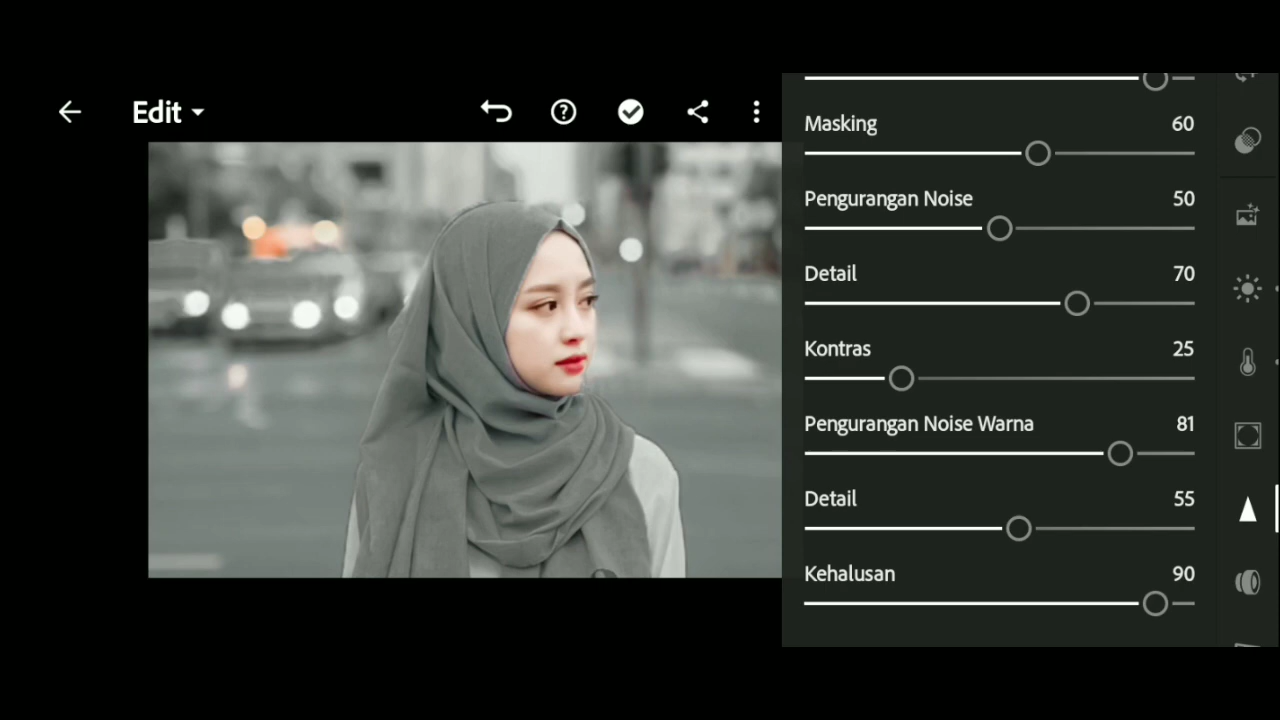 Edit
Masking 60
Pengurangan Noise 50
Detail 70
Kontras 25
Pengurangan Noise Warna 81
Detail 55
Kehalusan 90